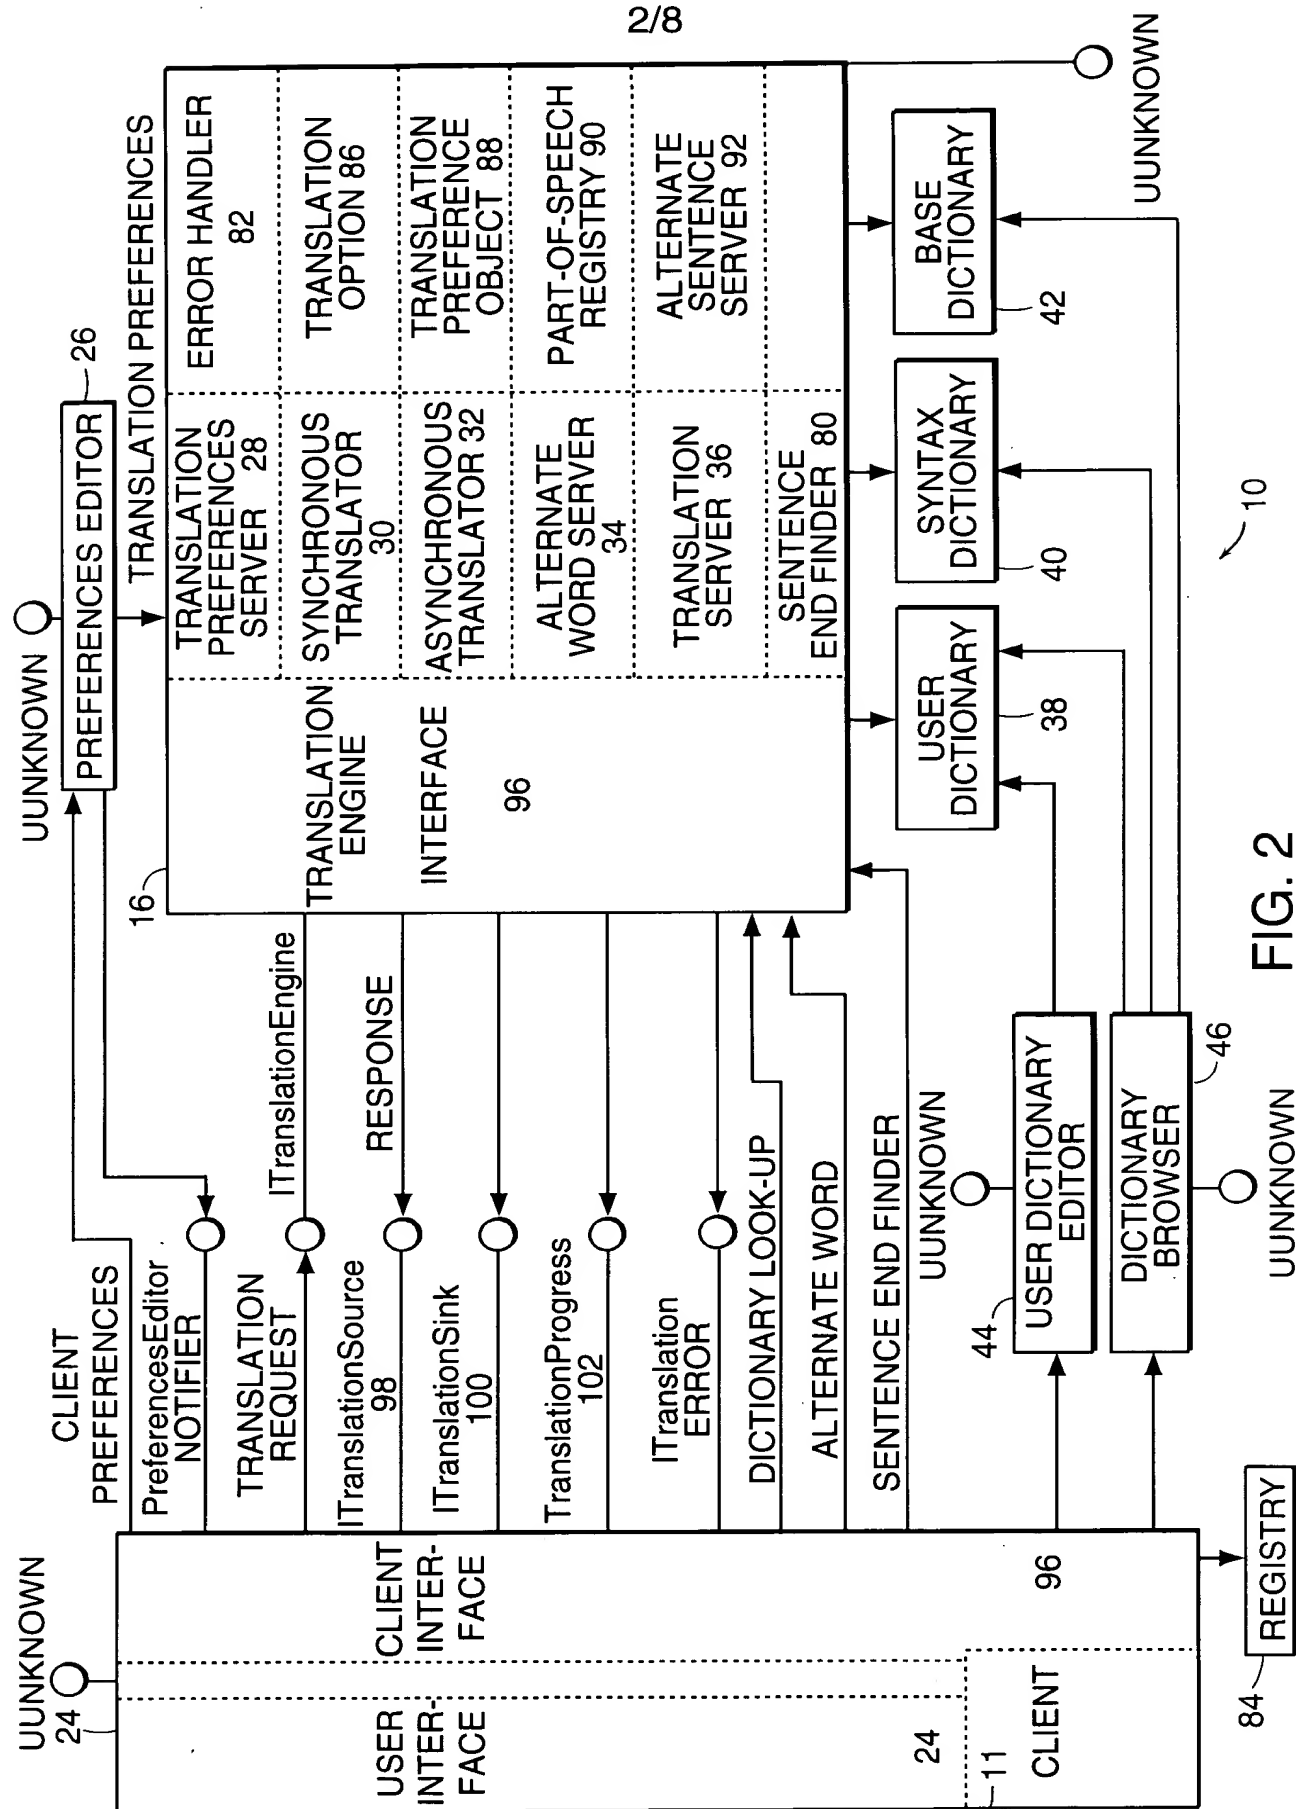 2/8
UUNKNOWN
24
USER
INTER-
FACE
24
CLIENT
INTER-
FACE
96
11
CLIENT
84
REGISTRY
CLIENT
PREFERENCES
PreferencesEditor
NOTIFIER
TRANSLATION
REQUEST
ITranslationEngine
ITranslationSource
98
RESPONSE
ITranslationSink
100
TranslationProgress
102
ITranslation
ERROR
DICTIONARY LOOK-UP
ALTERNATE WORD
SENTENCE END FINDER
UUNKNOWN
PREFERENCES EDITOR
26
TRANSLATION PREFERENCES
16
TRANSLATION
ENGINE
INTERFACE
96
TRANSLATION
PREFERENCES
SERVER 28
ERROR HANDLER
82
SYNCHRONOUS
TRANSLATOR
30
TRANSLATION
OPTION 86
ASYNCHRONOUS
TRANSLATOR 32
TRANSLATION
PREFERENCE
OBJECT 88
ALTERNATE
WORD SERVER
34
PART-OF-SPEECH
REGISTRY 90
TRANSLATION
SERVER 36
ALTERNATE
SENTENCE
SERVER 92
SENTENCE
END FINDER 80
UUNKNOWN
USER
DICTIONARY
38
SYNTAX
DICTIONARY
40
BASE
DICTIONARY
42
UUNKNOWN
44
USER DICTIONARY
EDITOR
DICTIONARY
BROWSER
46
UUNKNOWN
10
FIG. 2